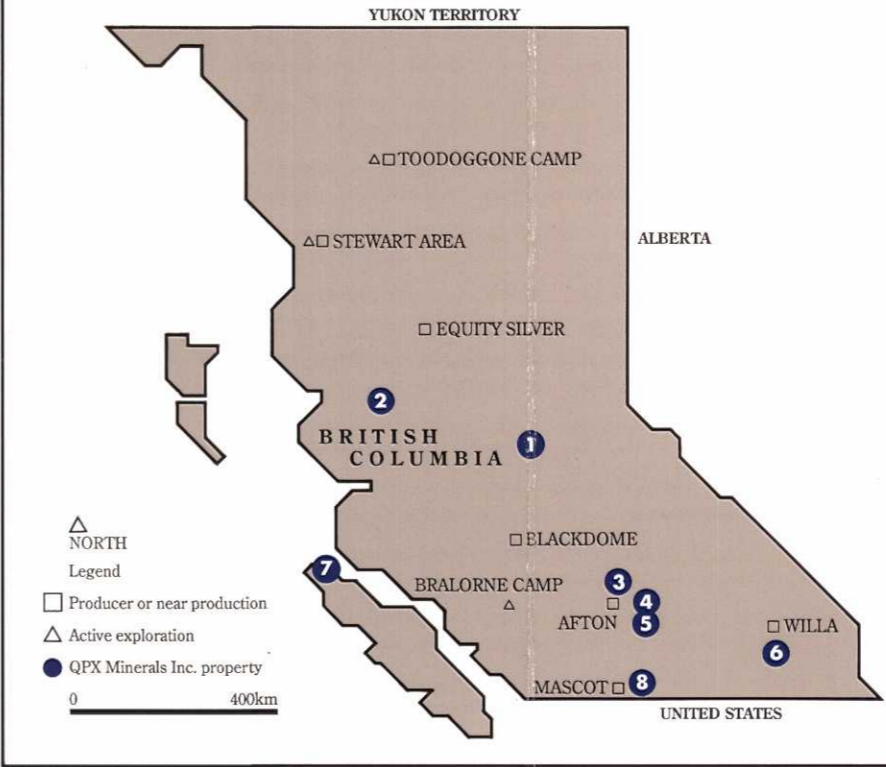 YUKON TERRITORY
TOODOGGONE CAMP
STEWART AREA
ALBERTA
EQUITY SILVER
2
BRITISH
COLUMBIA
1
BLACKDOME
NORTH
Legend
Producer or near production
Active exploration
QPX Minerals Inc. property
0 400km
7
BRALORNE CAMP
3
AFTON
4
5
WILLA
6
MASCOT
8
UNITED STATES